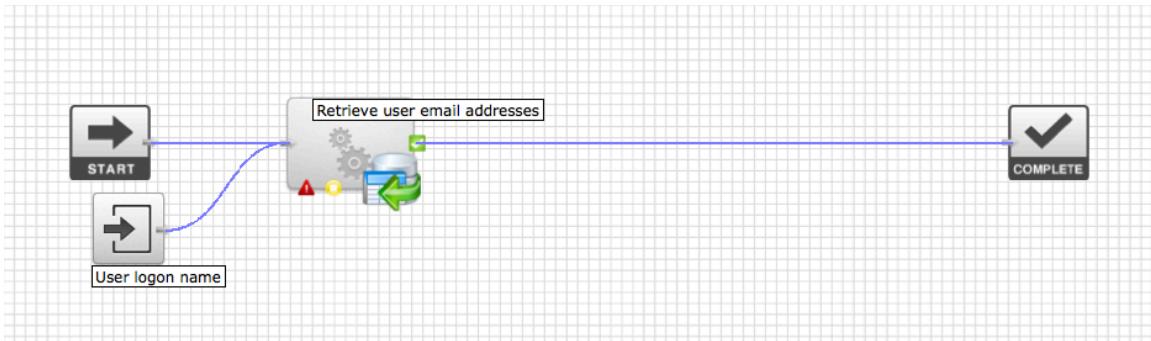 Retrieve user email addresses
START
COMPLETE
User logon name